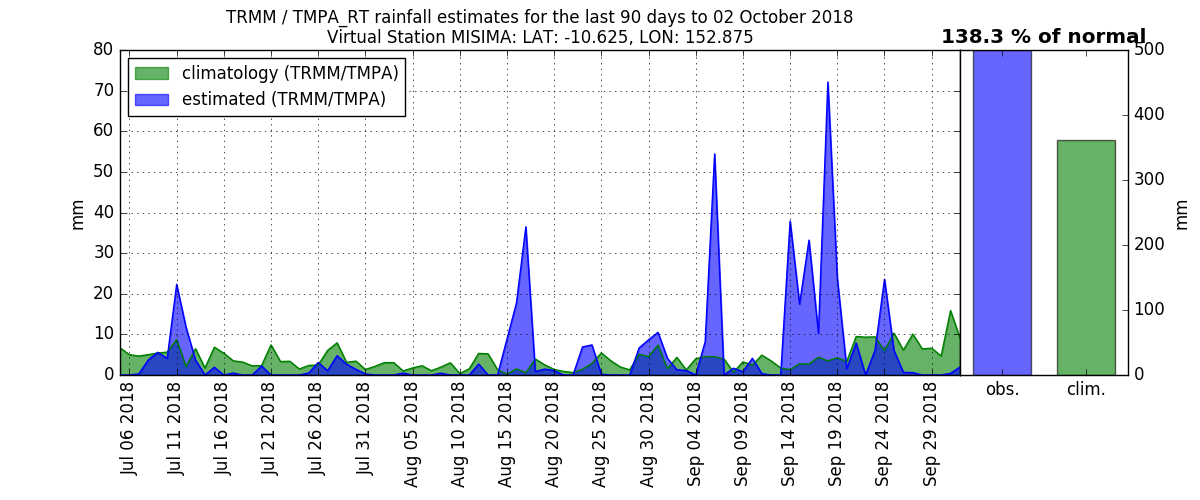 TRMM / TMPA_RT rainfall estimates for the last 90 days to 02 October 2018
Virtual Station MISIMA: LAT: -10.625, LON: 152.875
138.3 % of normal
climatology (TRMM/TMPA)
estimated (TRMM/TMPA)
80
70
60
50
40
30
20
10
0
mm
Jul 06 2018
Jul 11 2018
Jul 16 2018
Jul 21 2018
Jul 26 2018
Jul 31 2018
Aug 05 2018
Aug 10 2018
Aug 15 2018
Aug 20 2018
Aug 25 2018
Aug 30 2018
Sep 04 2018
Sep 09 2018
Sep 14 2018
Sep 19 2018
Sep 24 2018
Sep 29 2018
obs.
clim.
500
400
300
200
100
0
mm